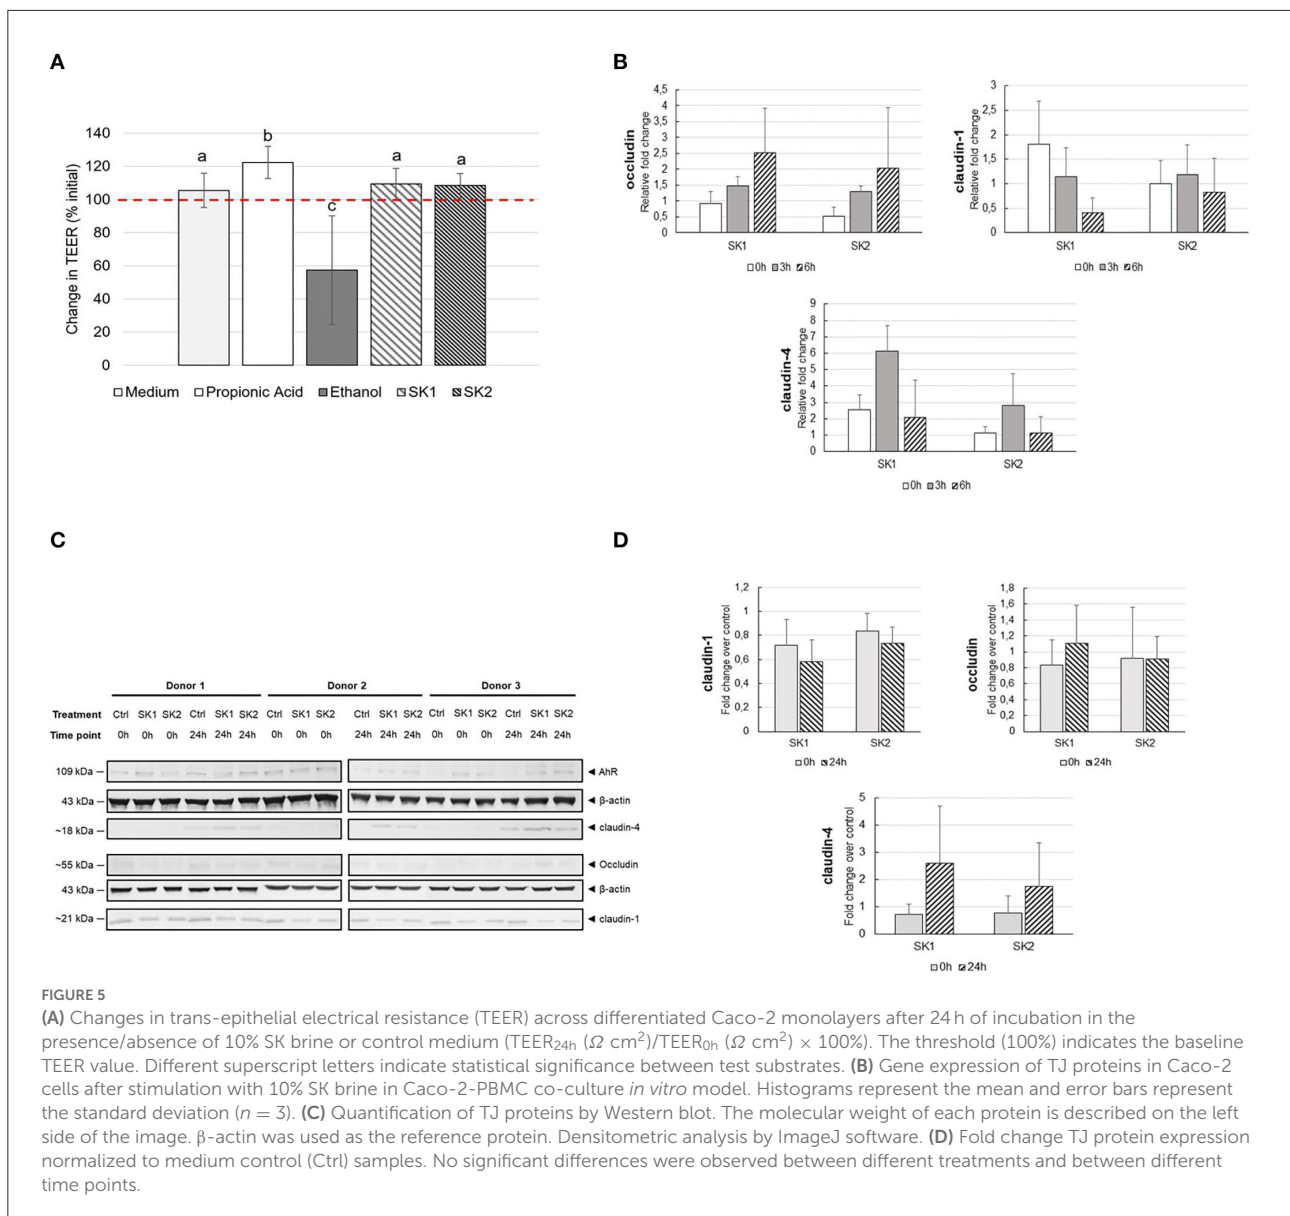 A
Change in TEER (% initial)
140
120
100
80
60
40
20
0
a
b
c
a
a
Medium Propionic Acid Ethanol SK1 SK2
B
occludin
Relative fold change
4,5
4
3,5
3
2,5
2
1,5
1
0,5
0
SK1 SK2
0h 3h 6h
claudin-1
Relative fold change
3
2,5
2
1,5
1
0,5
0
SK1 SK2
0h 3h 6h
claudin-4
Relative fold change
9
8
7
6
5
4
3
2
1
0
SK1 SK2
0h 3h 6h
C
Donor 1 Donor 2 Donor 3
Treatment Ctrl SK1 SK2 Ctrl SK1 SK2 Ctrl SK1 SK2 Ctrl SK1 SK2 Ctrl SK1 SK2 Ctrl SK1 SK2
Time point 0h 0h 0h 24h 24h 24h 0h 0h 0h 24h 24h 24h 0h 0h 0h 24h 24h 24h
109 kDa AhR
43 kDa β-actin
~18 kDa claudin-4
~55 kDa Occludin
43 kDa β-actin
~21 kDa claudin-1
D
claudin-1
Fold change over control
1,2
1
0,8
0,6
0,4
0,2
0
SK1 SK2
0h 24h
occludin
Fold change over control
1,8
1,6
1,4
1,2
1
0,8
0,6
0,4
0,2
0
SK1 SK2
0h 24h
claudin-4
Fold change over control
5
4
3
2
1
0
SK1 SK2
0h 24h
FIGURE 5
(A) Changes in trans-epithelial electrical resistance (TEER) across differentiated Caco-2 monolayers after 24 h of incubation in the
presence/absence of 10% SK brine or control medium (TEER24h (Ω cm²)/TEER0h (Ω cm²) × 100%). The threshold (100%) indicates the baseline
TEER value. Different superscript letters indicate statistical significance between test substrates. (B) Gene expression of TJ proteins in Caco-2
cells after stimulation with 10% SK brine in Caco-2-PBMC co-culture in vitro model. Histograms represent the mean and error bars represent
the standard deviation (n = 3). (C) Quantification of TJ proteins by Western blot. The molecular weight of each protein is described on the left
side of the image. β-actin was used as the reference protein. Densitometric analysis by ImageJ software. (D) Fold change TJ protein expression
normalized to medium control (Ctrl) samples. No significant differences were observed between different treatments and between different
time points.